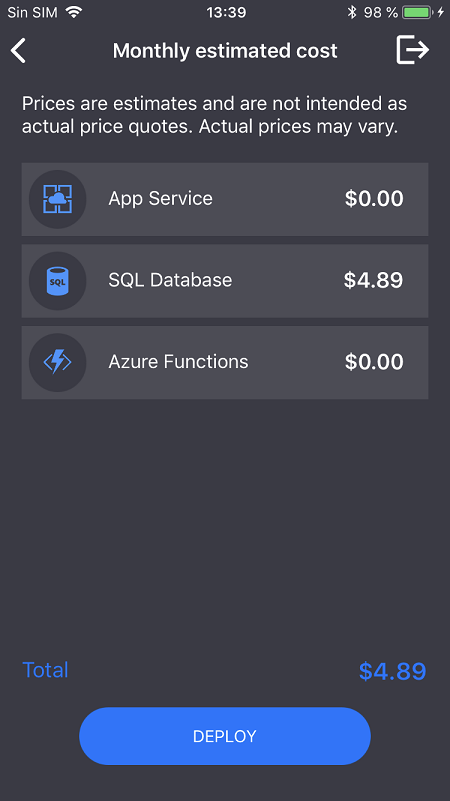 Sin SIM 13:39 98 %
Monthly estimated cost
Prices are estimates and are not intended as
actual price quotes. Actual prices may vary.
App Service $0.00
SQL SQL Database $4.89
Azure Functions $0.00
Total $4.89
DEPLOY